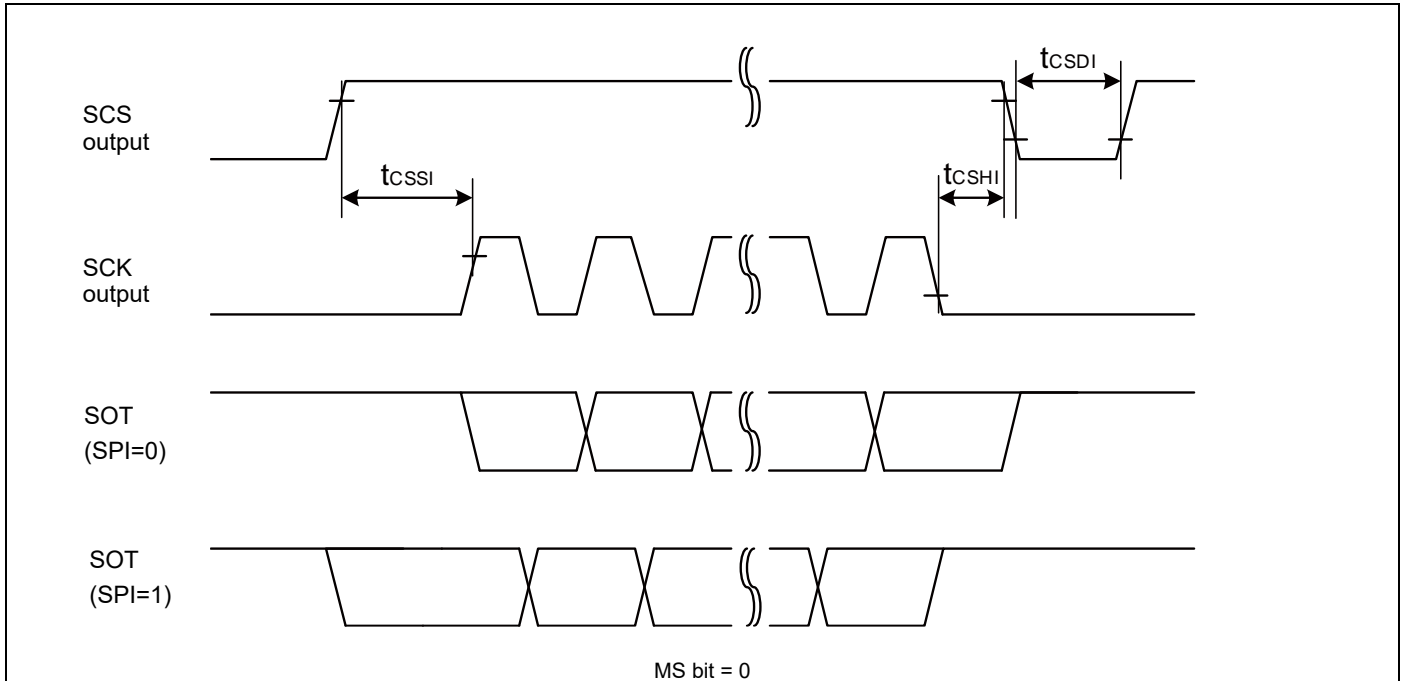 tCSDI
SCS
output
tCSSI
tCSHI
SCK
output
SOT
(SPI=0)
SOT
(SPI=1)
MS bit = 0